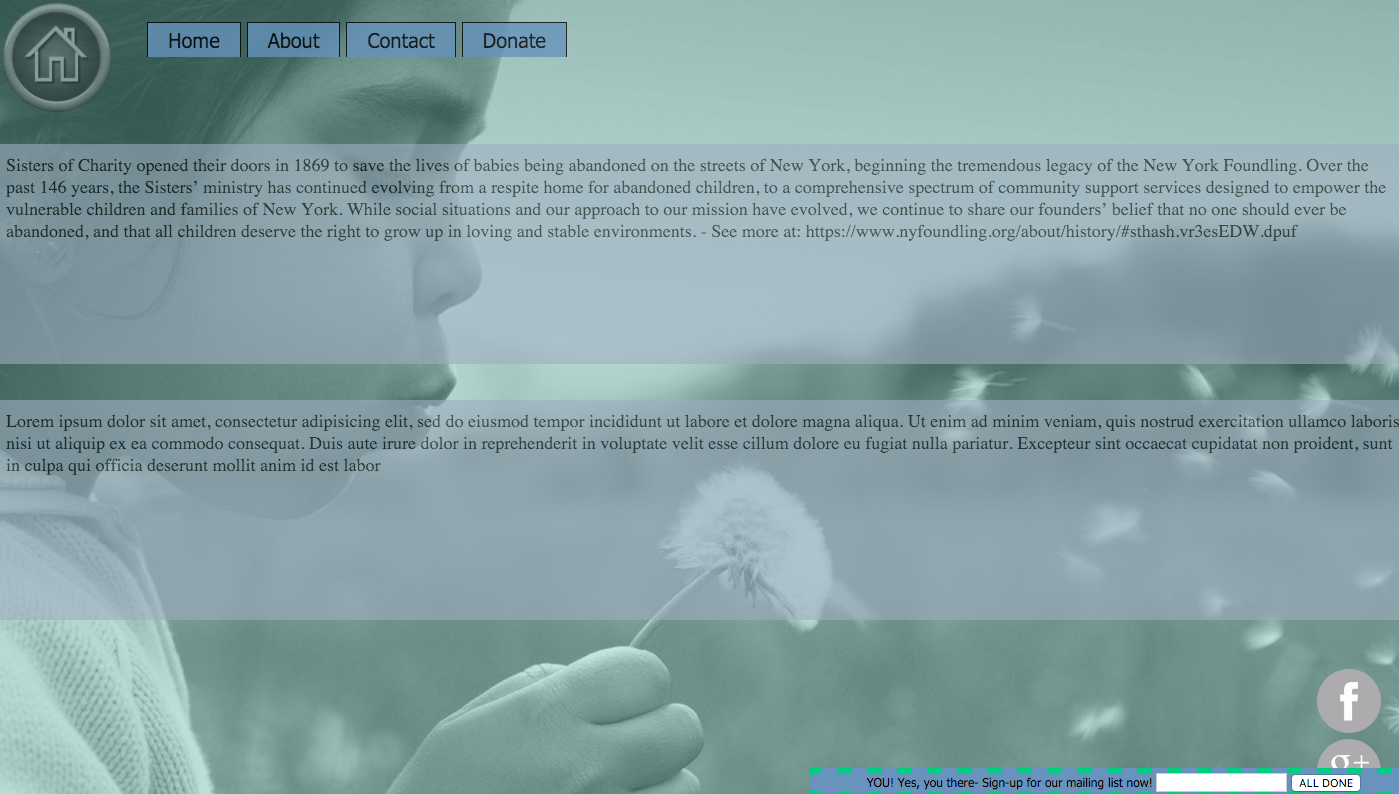 Home About Contact Donate
Sisters of Charity opened their doors in 1869 to save the lives of babies being abandoned on the streets of New York, beginning the tremendous legacy of the New York Foundling. Over the
past 146 years, the Sisters’ ministry has continued evolving from a respite home for abandoned children, to a comprehensive spectrum of community support services designed to empower the
vulnerable children and families of New York. While social situations and our approach to our mission have evolved, we continue to share our founders’ belief that no one should ever be
abandoned, and that all children deserve the right to grow up in loving and stable environments. - See more at: https://www.nyfoundling.org/about/history/#sthash.vr3esEDW.dpuf
Lorem ipsum dolor sit amet, consectetur adipisicing elit, sed do eiusmod tempor incididunt ut labore et dolore magna aliqua. Ut enim ad minim veniam, quis nostrud exercitation ullamco laboris
nisi ut aliquip ex ea commodo consequat. Duis aute irure dolor in reprehenderit in voluptate velit esse cillum dolore eu fugiat nulla pariatur. Excepteur sint occaecat cupidatat non proident, sunt
in culpa qui officia deserunt mollit anim id est labor
f
g+
YOU! Yes, you there- Sign-up for our mailing list now! ALL DONE